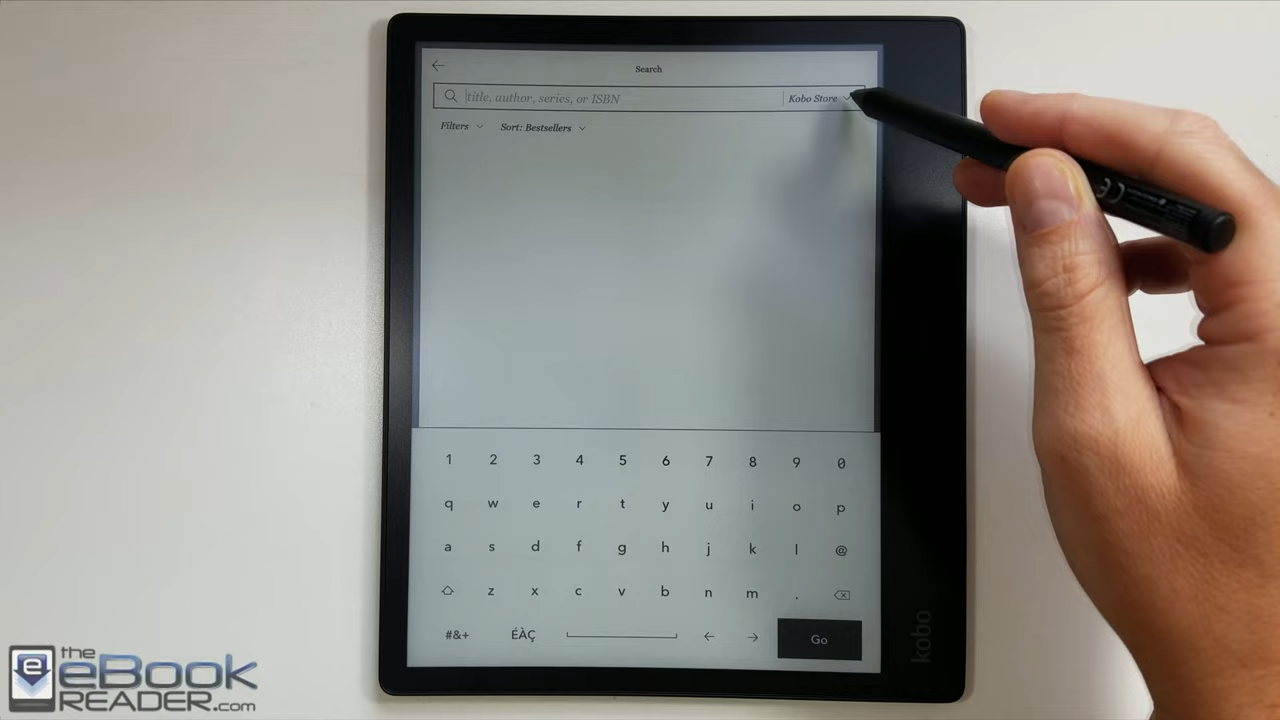 Search
title, author, series, or ISBN
Kobo Store
Filters
Sort: Bestsellers
1 2 3 4 5 6 7 8 9 0
q w e r t y u i o p
a s d f g h j k l @
z x c v b n m .
#&+ ÉÀÇ Go
kobo
the
eBook
READER.com